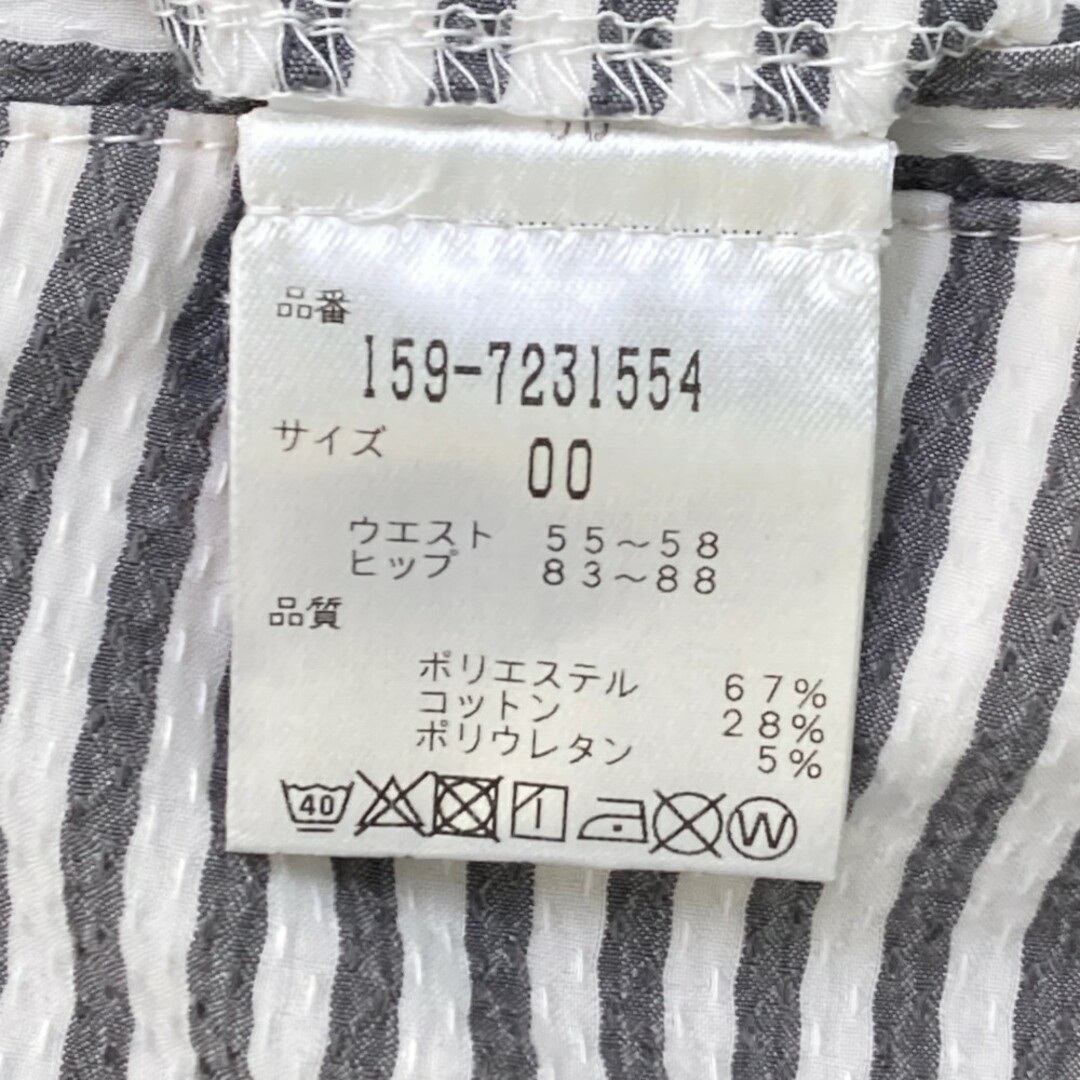 品番
159-7231554
サイズ
00
ウエスト 55～58
ヒップ 83～88
品質
ポリエステル 67%
コットン 28%
ポリウレタン 5%
40
W